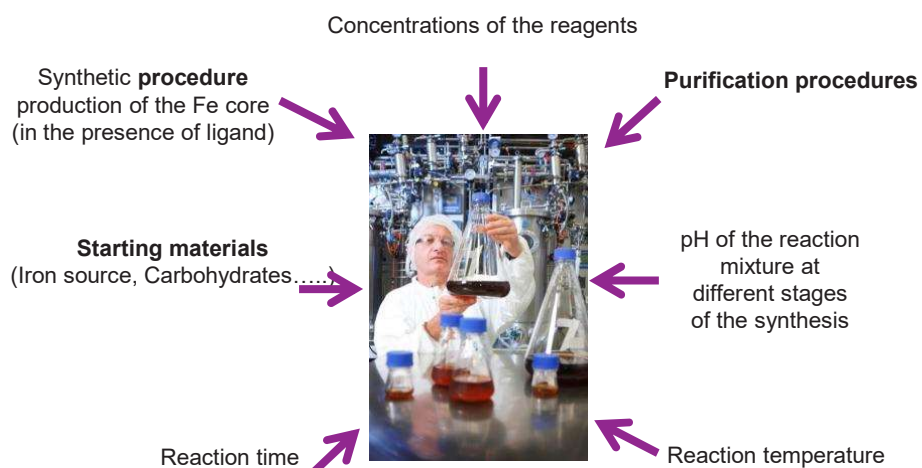 Concentrations of the reagents
Synthetic procedure
production of the Fe core
(in the presence of ligand)
Purification procedures
Starting materials
(Iron source, Carbohydrates…..)
pH of the reaction
mixture at
different stages
of the synthesis
Reaction time
Reaction temperature